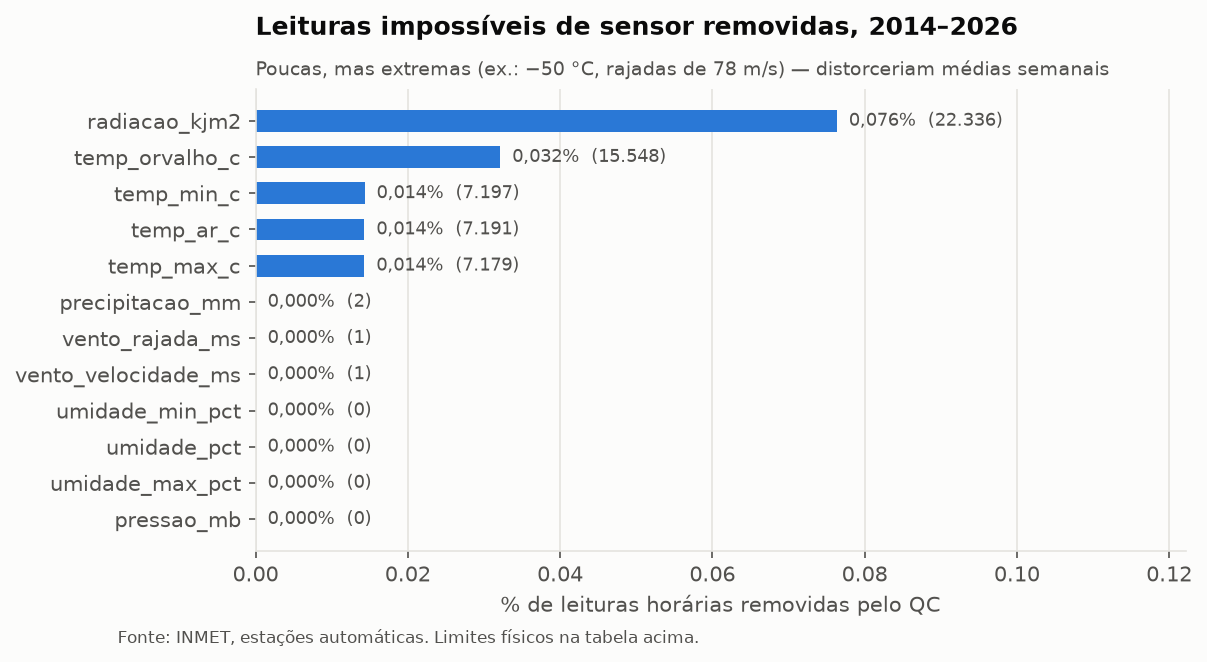 Leituras impossíveis de sensor removidas, 2014–2026
Poucas, mas extremas (ex.: −50 °C, rajadas de 78 m/s) — distorceriam médias semanais
radiacao_kjm2 0,076% (22.336)
temp_orvalho_c 0,032% (15.548)
temp_min_c 0,014% (7.197)
temp_ar_c 0,014% (7.191)
temp_max_c 0,014% (7.179)
precipitacao_mm 0,000% (2)
vento_rajada_ms 0,000% (1)
vento_velocidade_ms 0,000% (1)
umidade_min_pct 0,000% (0)
umidade_pct 0,000% (0)
umidade_max_pct 0,000% (0)
pressao_mb 0,000% (0)
0.00 0.02 0.04 0.06 0.08 0.10 0.12
% de leituras horárias removidas pelo QC
Fonte: INMET, estações automáticas. Limites físicos na tabela acima.